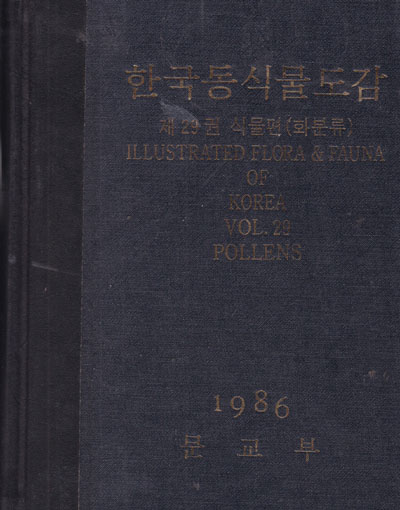 한국동식물도감
제 29 권 식물편 (화분류)
ILLUSTRATED FLORA & FAUNA
OF
KOREA
VOL. 29
POLLENS
1986
문교부